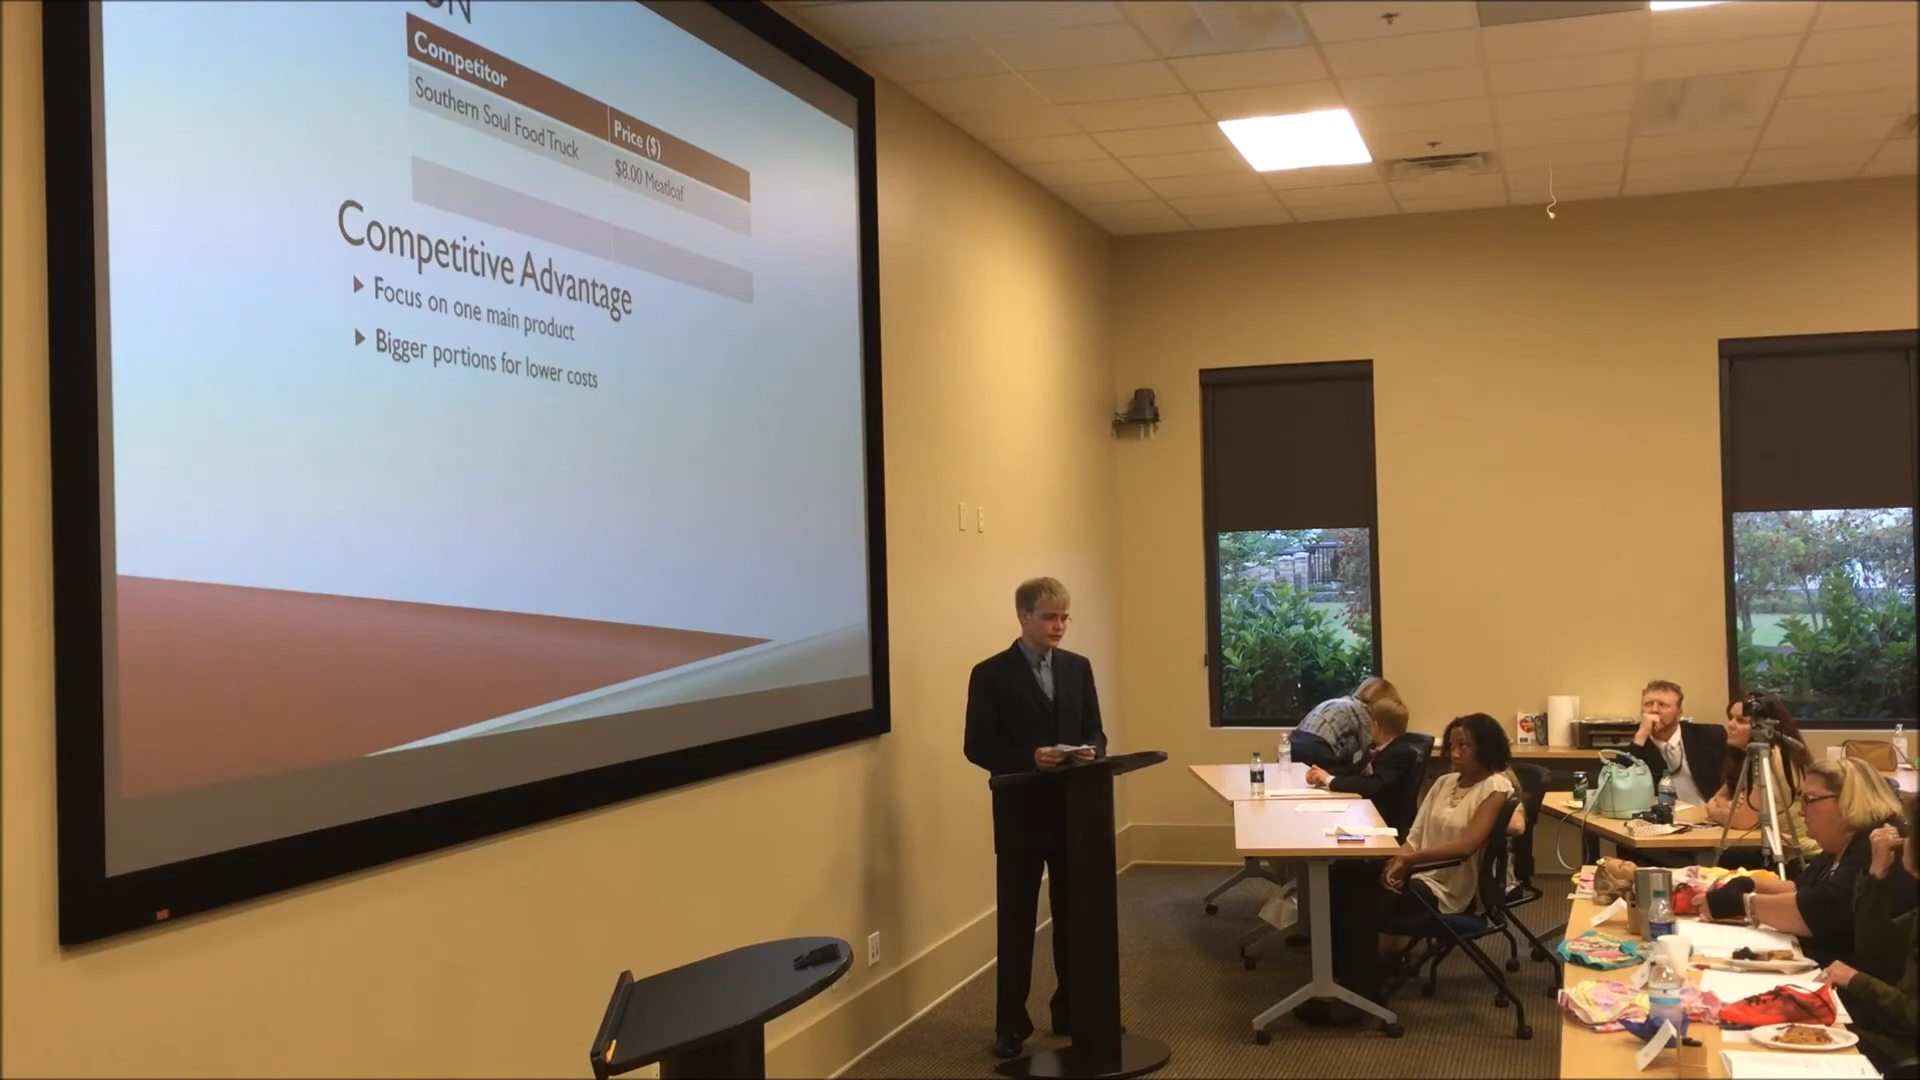 ON
Competitor
Price ($)
Southern Soul Food Truck
$8.00 Meatloaf
Competitive Advantage
Focus on one main product
Bigger portions for lower costs